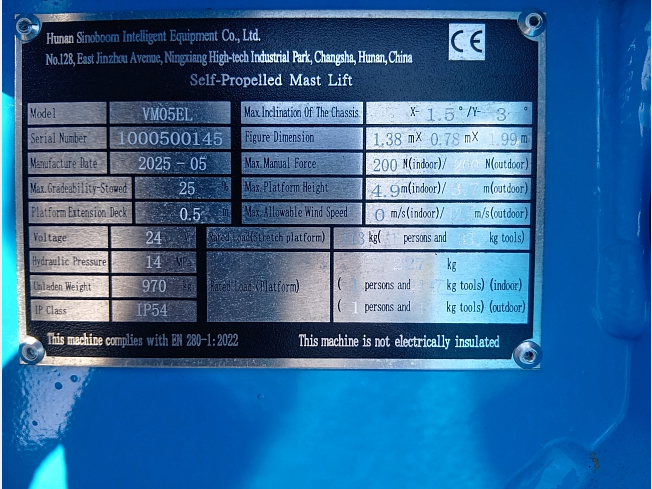 Hunan Sinoboom Intelligent Equipment Co., Ltd.
No.128, East Jinzhou Avenue, Ningxiang High-tech Industrial Park, Changsha, Hunan, China
CE
Self-Propelled Mast Lift
Model VM05EL Max.Inclination Of The Chassis X- 1.5 ° /Y- 3 °
Serial Number 1000500145 Figure Dimension 1.38 mX 0.78 mX 1.99 m
Manufacture Date 2025-05 Max.Manual Force 200 N(indoor)/ N(outdoor)
Max.Gradeability-Stowed 25 % Max.Platform Height 4.9 m(indoor)/ m(outdoor)
Platform Extension Deck 0.5 m Max.Allowable Wind Speed 0 m/s(indoor)/ m/s(outdoor)
Voltage 24 Rated Load(Stretch platform) kg( persons and kg tools)
Hydraulic Pressure 14 MPa Rated Load (Platform) kg
Unladen Weight 970 kg ( persons and kg tools) (indoor)
IP Class IP54 ( 1 persons and kg tools) (outdoor)
This machine complies with EN 280-1:2022 This machine is not electrically insulated